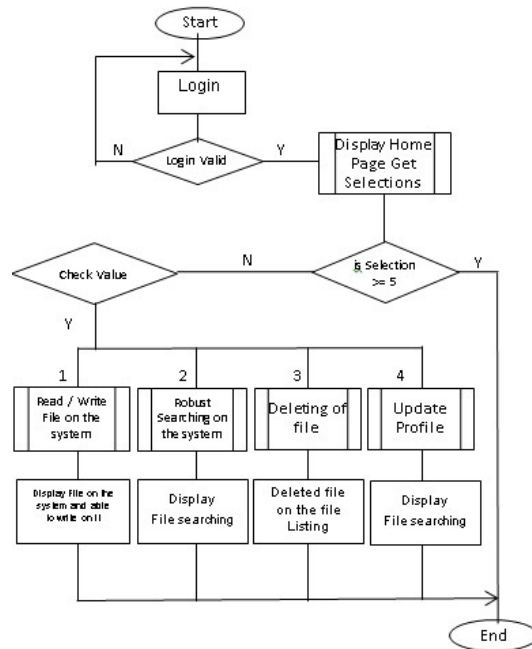 Start
Login
Login Valid
N
Y
Display Home
Page Get
Selections
is Selection
>= 5
N
Y
Check Value
Y
1
2
3
4
Read / Write
File on the
system
Robust
Searching on
the system
Deleting of
file
Update
Profile
Display File on the
system and able
to write on it
Display
File searching
Deleted file
on the file
Listing
Display
File searching
End